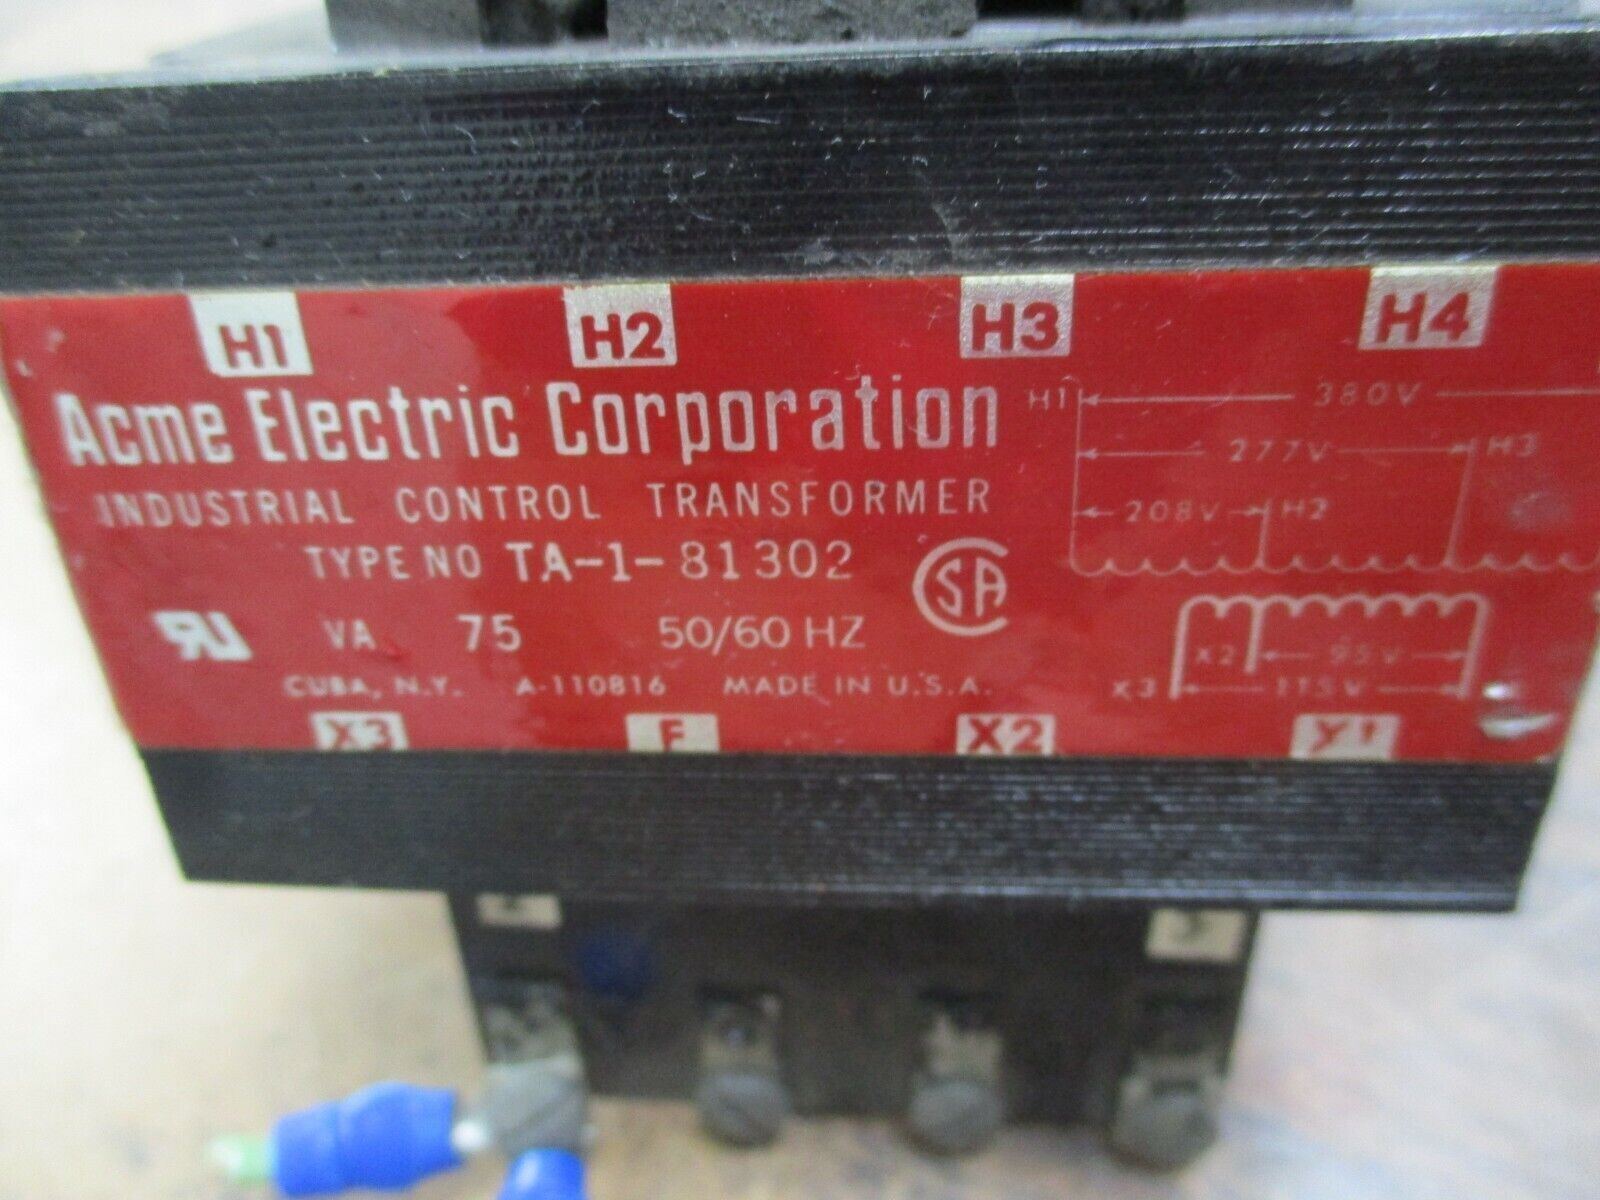 H1 H2 H3 H4
Acme Electric Corporation
INDUSTRIAL CONTROL TRANSFORMER
TYPE NO TA-1-81302
VA 75 50/60 HZ
CUBA, N.Y. A-110816 MADE IN U.S.A.
SA
H1 380V
277V H3
208V H2
X2 95V
X3 115V
X3 F X2